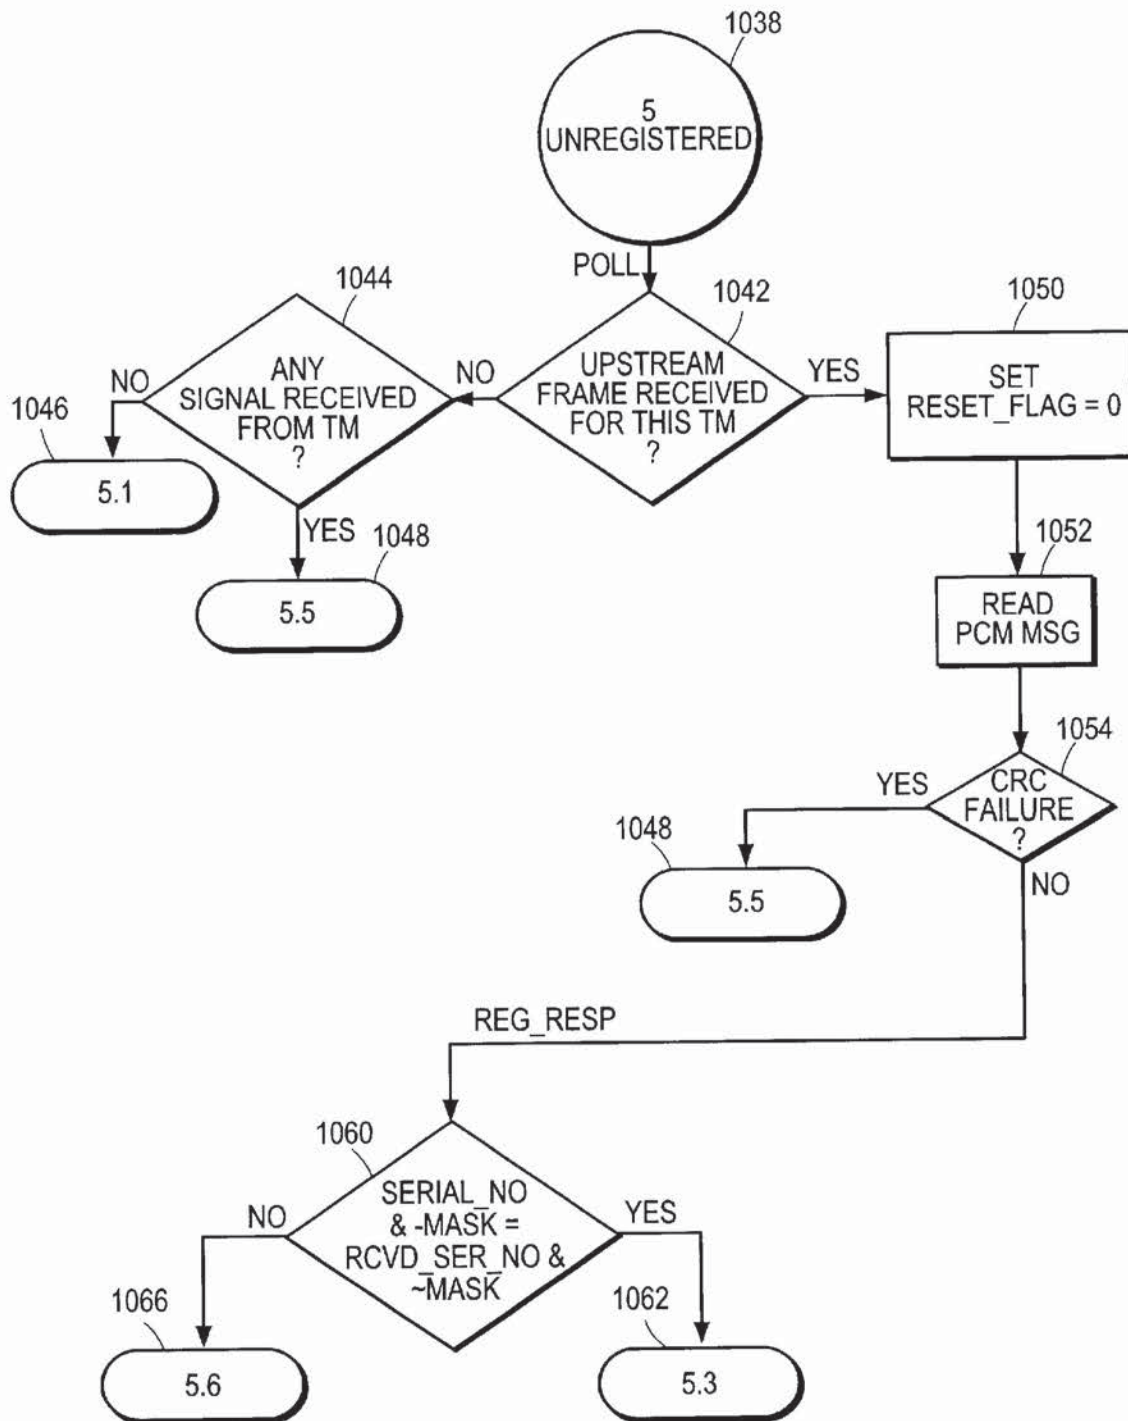 1038
5
UNREGISTERED
POLL
1044
1042
1050
ANY
SIGNAL RECEIVED
FROM TM
?
NO
NO
UPSTREAM
FRAME RECEIVED
FOR THIS TM
?
YES
SET
RESET_FLAG = 0
1046
5.1
YES
1048
5.5
1052
READ
PCM MSG
1054
CRC
FAILURE
?
YES
NO
1048
5.5
REG_RESP
1060
SERIAL_NO
& -MASK =
RCVD_SER_NO &
~MASK
NO
YES
1066
5.6
1062
5.3